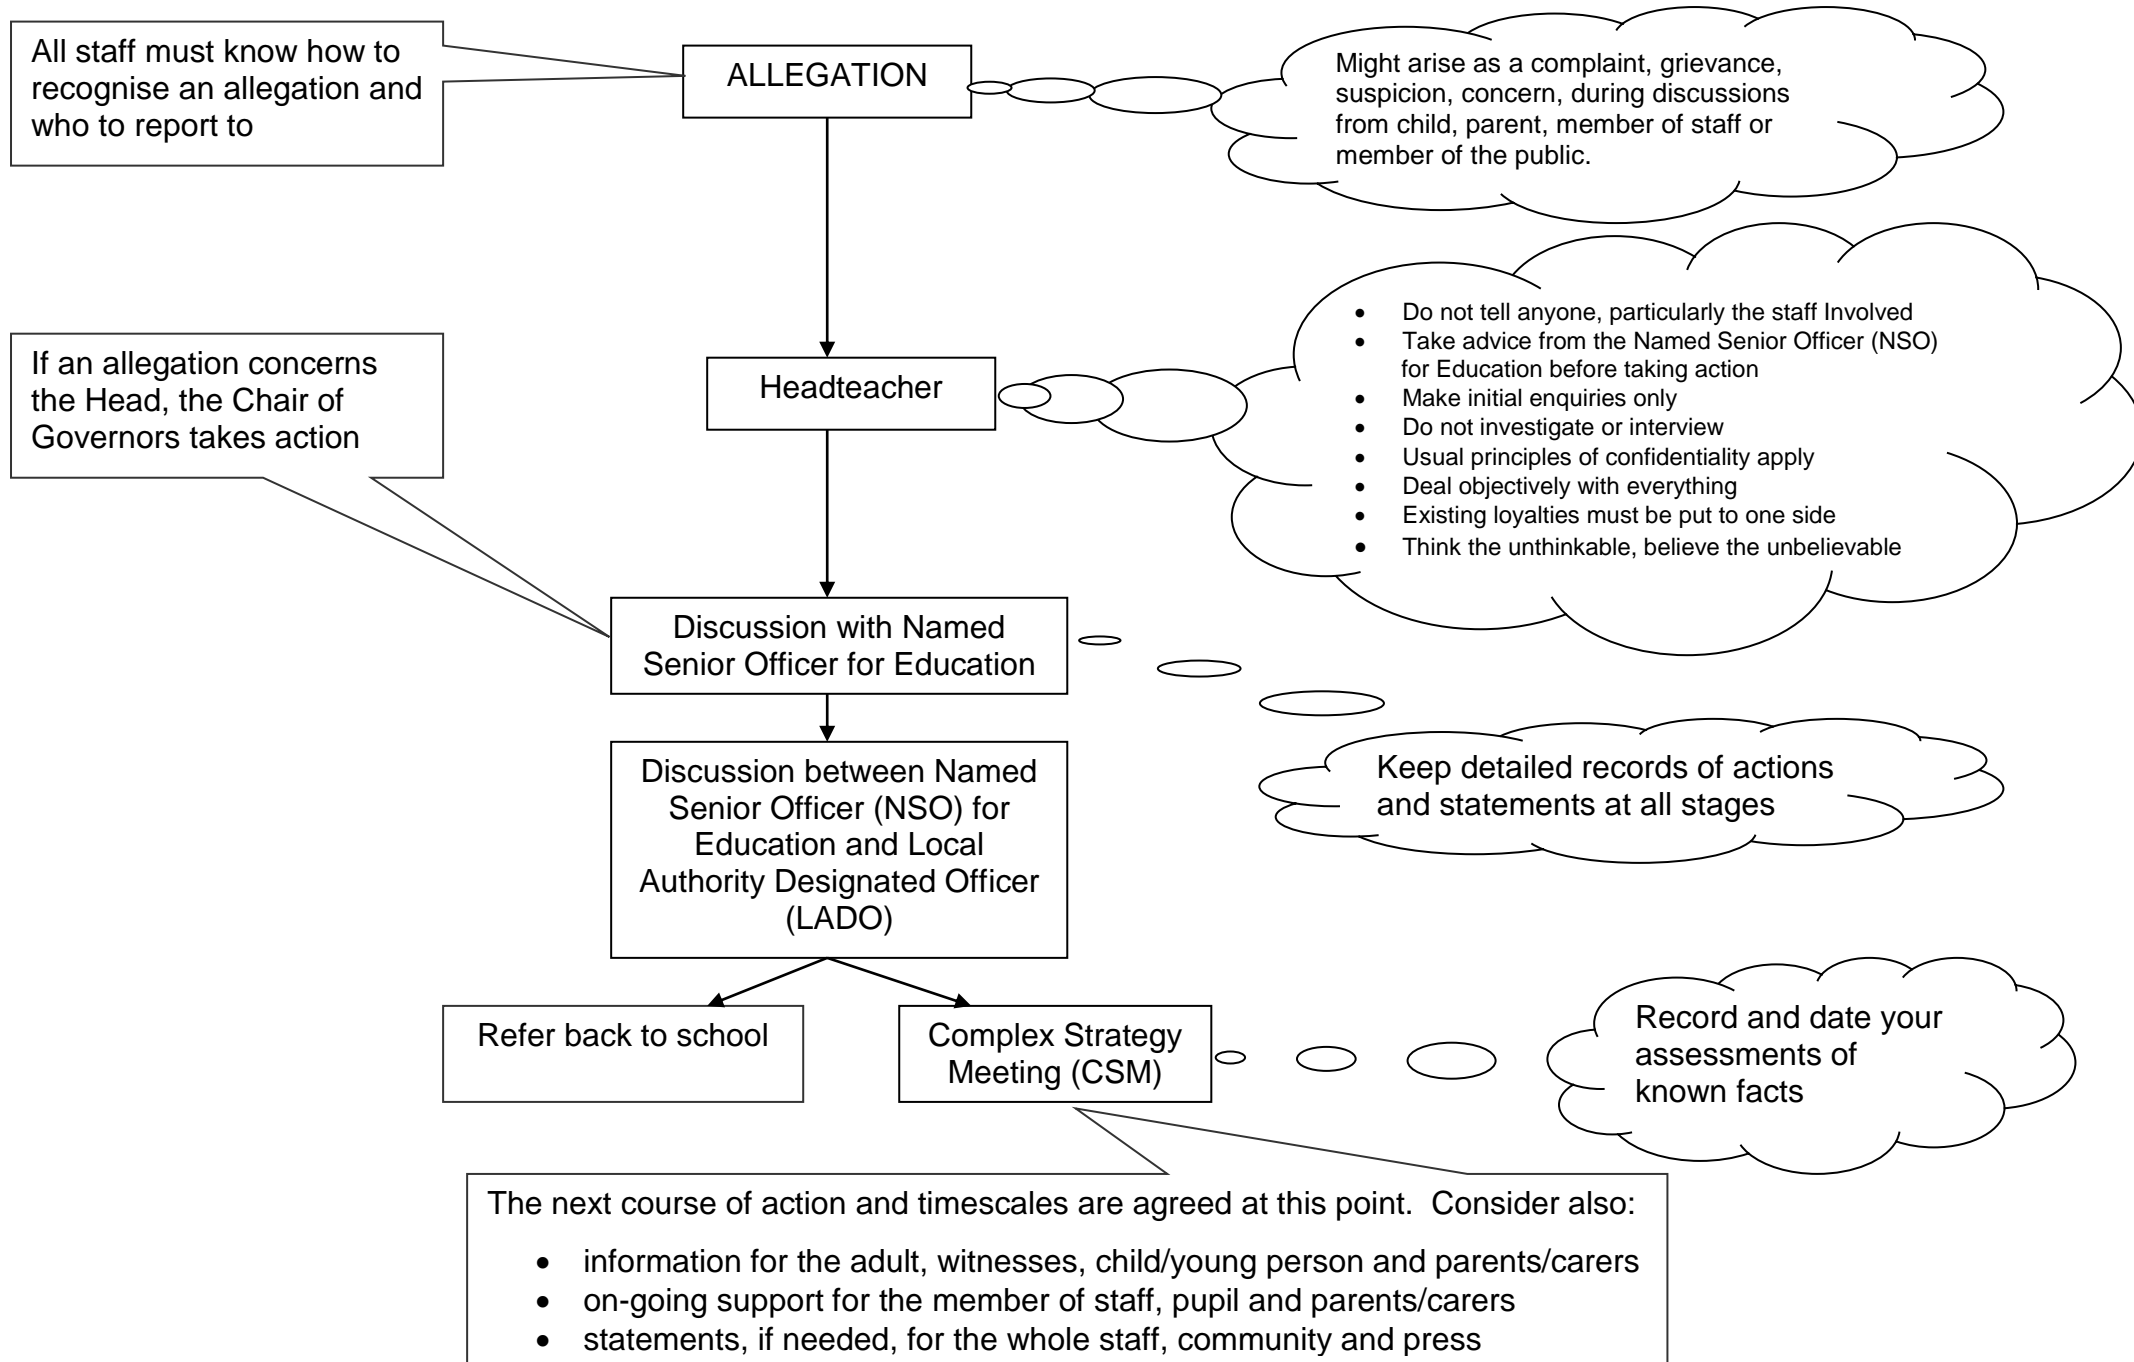 All staff must know how to
recognise an allegation and
who to report to
ALLEGATION
Might arise as a complaint, grievance,
suspicion, concern, during discussions
from child, parent, member of staff or
member of the public.
If an allegation concerns
the Head, the Chair of
Governors takes action
Headteacher
• Do not tell anyone, particularly the staff Involved
• Take advice from the Named Senior Officer (NSO)
for Education before taking action
• Make initial enquiries only
• Do not investigate or interview
• Usual principles of confidentiality apply
• Deal objectively with everything
• Existing loyalties must be put to one side
• Think the unthinkable, believe the unbelievable
Discussion with Named
Senior Officer for Education
Discussion between Named
Senior Officer (NSO) for
Education and Local
Authority Designated Officer
(LADO)
Keep detailed records of actions
and statements at all stages
Refer back to school
Complex Strategy
Meeting (CSM)
Record and date your
assessments of
known facts
The next course of action and timescales are agreed at this point.  Consider also:
• information for the adult, witnesses, child/young person and parents/carers
• on-going support for the member of staff, pupil and parents/carers
• statements, if needed, for the whole staff, community and press